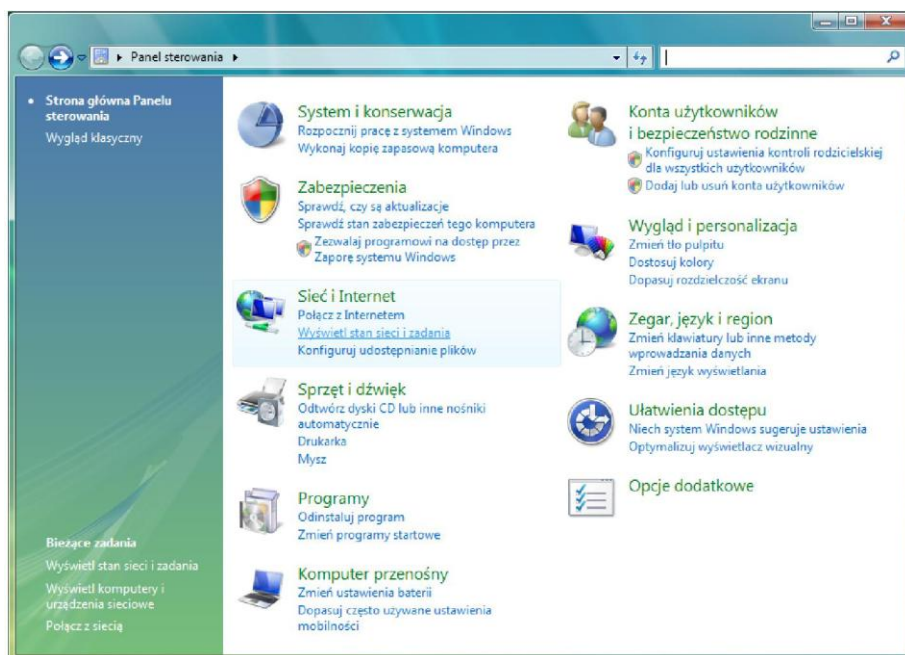 Panel sterowania
Strona główna Panelu
sterowania
Wygląd klasyczny
Bieżące zadania
Wyświetl stan sieci i zadania
Wyświetl komputery i
urządzenia sieciowe
Połącz z siecią
System i konserwacja
Rozpocznij pracę z systemem Windows
Wykonaj kopię zapasową komputera
Zabezpieczenia
Sprawdź, czy są aktualizacje
Sprawdź stan zabezpieczeń tego komputera
Zezwalaj programowi na dostęp przez
Zaporę systemu Windows
Sieć i Internet
Połącz z Internetem
Wyświetl stan sieci i zadania
Konfiguruj udostępnianie plików
Sprzęt i dźwięk
Odtwórz dyski CD lub inne nośniki
automatycznie
Drukarka
Mysz
Programy
Odinstaluj program
Zmień programy startowe
Komputer przenośny
Zmień ustawienia baterii
Dopasuj często używane ustawienia
mobilności
Konta użytkowników
i bezpieczeństwo rodzinne
Konfiguruj ustawienia kontroli rodzicielskiej
dla wszystkich użytkowników
Dodaj lub usuń konta użytkowników
Wygląd i personalizacja
Zmień tło pulpitu
Dostosuj kolory
Dopasuj rozdzielczość ekranu
Zegar, język i region
Zmień klawiatury lub inne metody
wprowadzania danych
Zmień język wyświetlania
Ułatwienia dostępu
Niech system Windows sugeruje ustawienia
Optymalizuj wyświetlacz wizualny
Opcje dodatkowe